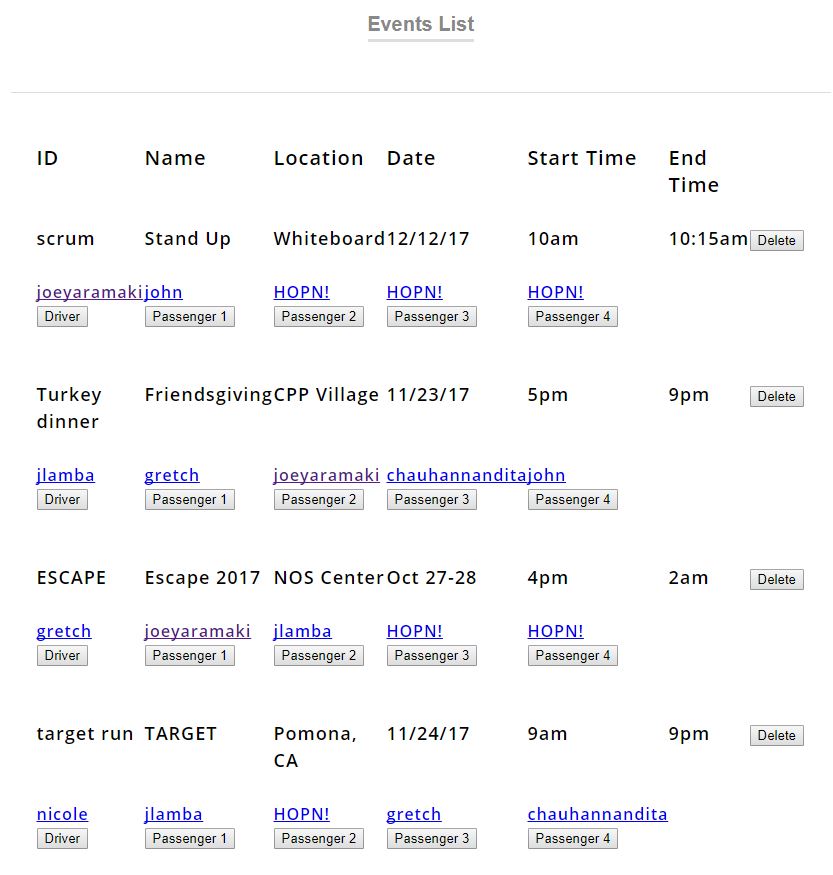 Events List
ID Name Location Date Start Time End
Time
scrum Stand Up Whiteboard 12/12/17 10am 10:15am Delete
joeyaramaki john HOPN! HOPN! HOPN!
Driver Passenger 1 Passenger 2 Passenger 3 Passenger 4
Turkey Friendsgiving CPP Village 11/23/17 5pm 9pm Delete
dinner
jlamba gretch joeyaramaki chauhannandita john
Driver Passenger 1 Passenger 2 Passenger 3 Passenger 4
ESCAPE Escape 2017 NOS Center Oct 27-28 4pm 2am Delete
gretch joeyaramaki jlamba HOPN! HOPN!
Driver Passenger 1 Passenger 2 Passenger 3 Passenger 4
target run TARGET Pomona, 11/24/17 9am 9pm Delete
CA
nicole jlamba HOPN! gretch chauhannandita
Driver Passenger 1 Passenger 2 Passenger 3 Passenger 4